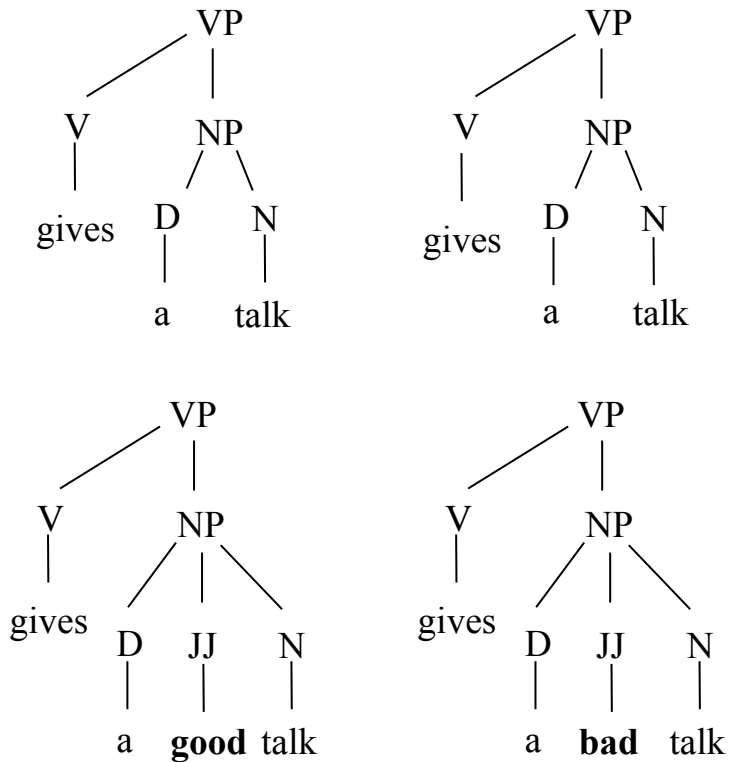 VP VP
V NP V NP
gives D N gives D N
a talk a talk
VP VP
V NP V NP
gives D JJ N gives D JJ N
a good talk a bad talk